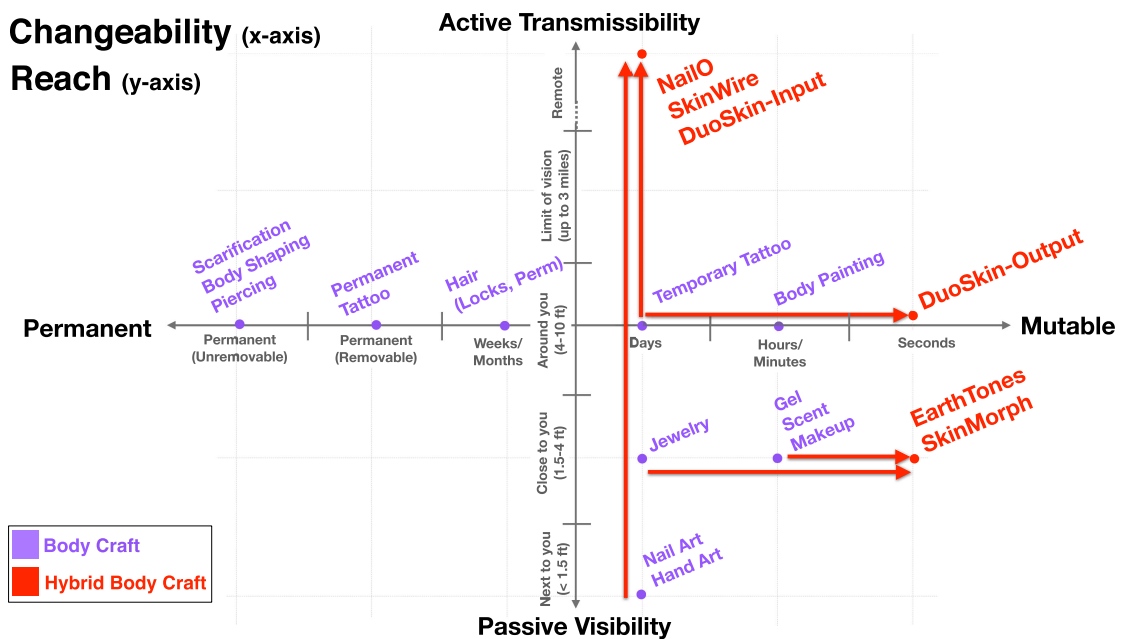 Changeability (x-axis)
Reach (y-axis)
Active Transmissibility
Remote
NailO
SkinWire
DuoSkin-Input
Limit of vision
(up to 3 miles)
Scarification
Body Shaping
Piercing
Permanent
Tattoo
Hair
(Locks, Perm)
Temporary Tattoo
Body Painting
DuoSkin-Output
Around you
(4-10 ft)
Permanent
Mutable
Permanent
(Unremovable)
Permanent
(Removable)
Weeks/
Months
Days
Hours/
Minutes
Seconds
Close to you
(1.5-4 ft)
Jewelry
Gel
Scent
Makeup
EarthTones
SkinMorph
Next to you
(< 1.5 ft)
Nail Art
Hand Art
Body Craft
Hybrid Body Craft
Passive Visibility